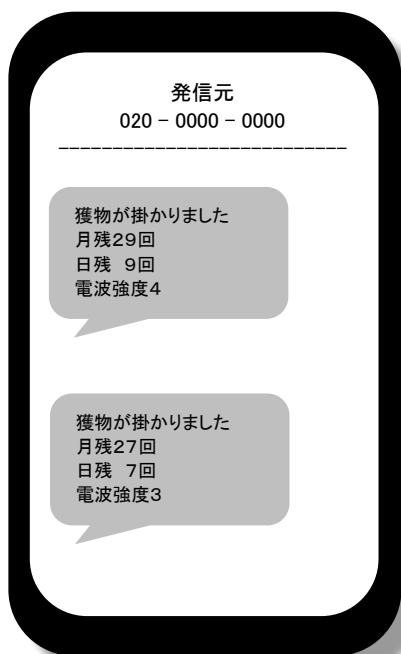 発信元
020 - 0000 - 0000
獲物が掛かりました
月残29回
日残 9回
電波強度4
獲物が掛かりました
月残27回
日残 7回
電波強度3